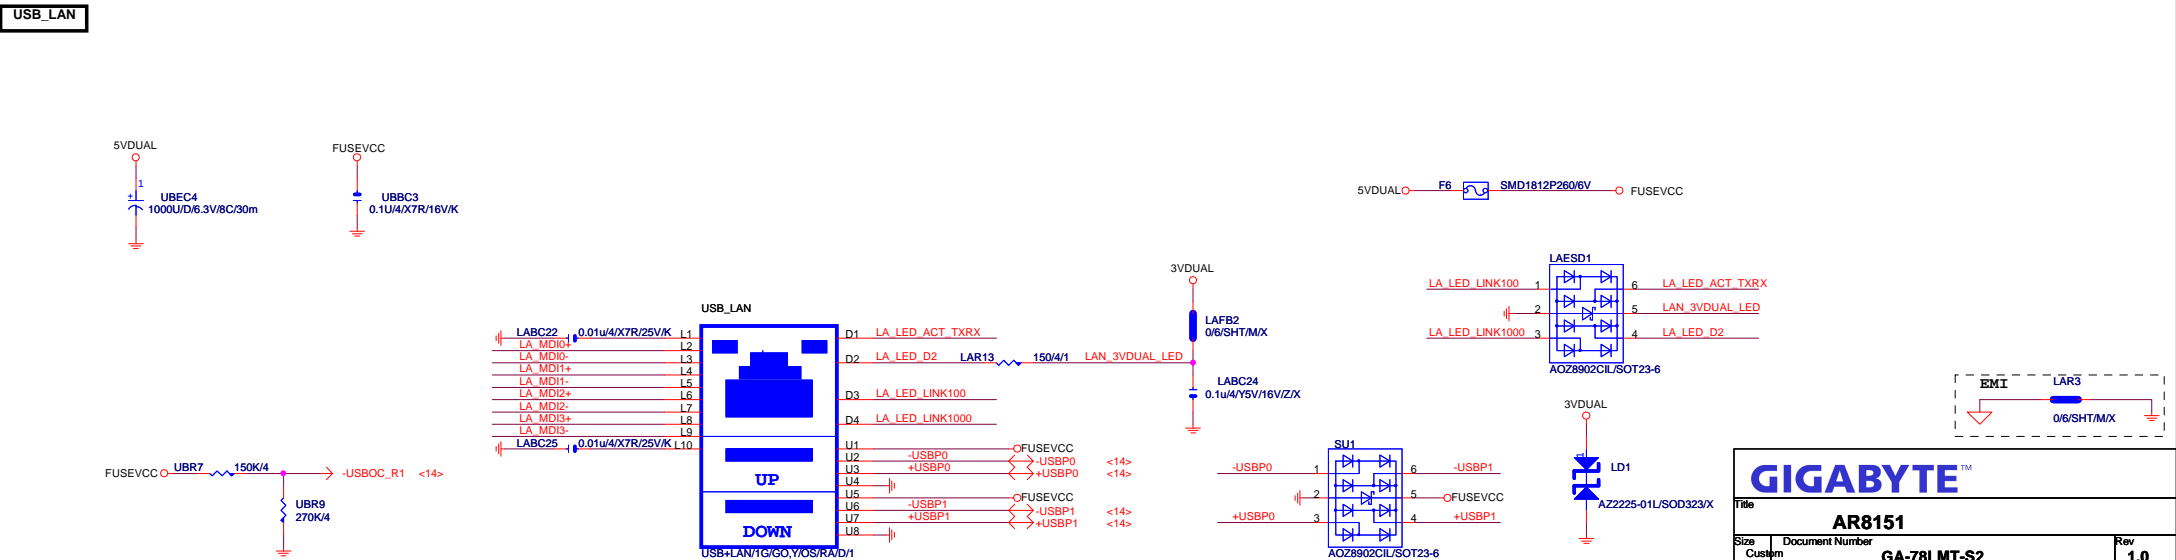 USB_LAN
5VDUAL
1
UBEC4
1000U/D/6.3V/8C/30m
FUSEVCC
UBBC3
0.1U/4/X7R/16V/K
5VDUAL
F6
SMD1812P260/6V
FUSEVCC
LAESD1
LA_LED_LINK100 1 6 LA_LED_ACT_TXRX
2 5 LAN_3VDUAL_LED
LA_LED_LINK1000 3 4 LA_LED_D2
AOZ8902CIL/SOT23-6
3VDUAL
LAFB2
0/6/SHT/M/X
USB_LAN
LABC22 0.01u/4/X7R/25V/K L1
LA_MDI0+ L2
LA_MDI0- L3
LA_MDI1+ L4
LA_MDI1- L5
LA_MDI2+ L6
LA_MDI2- L7
LA_MDI3+ L8
LA_MDI3- L9
LABC25 0.01u/4/X7R/25V/K L10
D1 LA_LED_ACT_TXRX
D2 LA_LED_D2 LAR13 150/4/1 LAN_3VDUAL_LED
D3 LA_LED_LINK100
D4 LA_LED_LINK1000
LABC24
0.1u/4/Y5V/16V/Z/X
U1 FUSEVCC
U2 -USBP0 -USBP0 <14>
U3 +USBP0 +USBP0 <14>
U4
U5 FUSEVCC
U6 -USBP1 -USBP1 <14>
U7 +USBP1 +USBP1 <14>
U8
UP
DOWN
USB+LAN/1G/GO,Y/OS/RA/D/1
FUSEVCC UBR7 150K/4 -USBOC_R1 <14>
UBR9
270K/4
SU1
-USBP0 1 6 -USBP1
2 5 FUSEVCC
+USBP0 3 4 +USBP1
AOZ8902CIL/SOT23-6
3VDUAL
1
LD1
AZ2225-01L/SOD323/X
EMI LAR3
0/6/SHT/M/X
GIGABYTE™
Title
AR8151
Size Document Number Rev
Custom GA-78LMT-S2 1.0